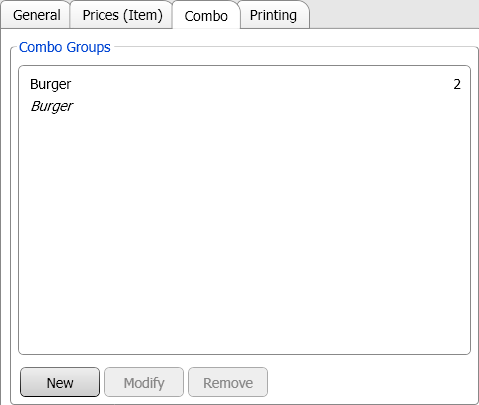 General Prices (Item) Combo Printing
Combo Groups
Burger 2
Burger
New Modify Remove